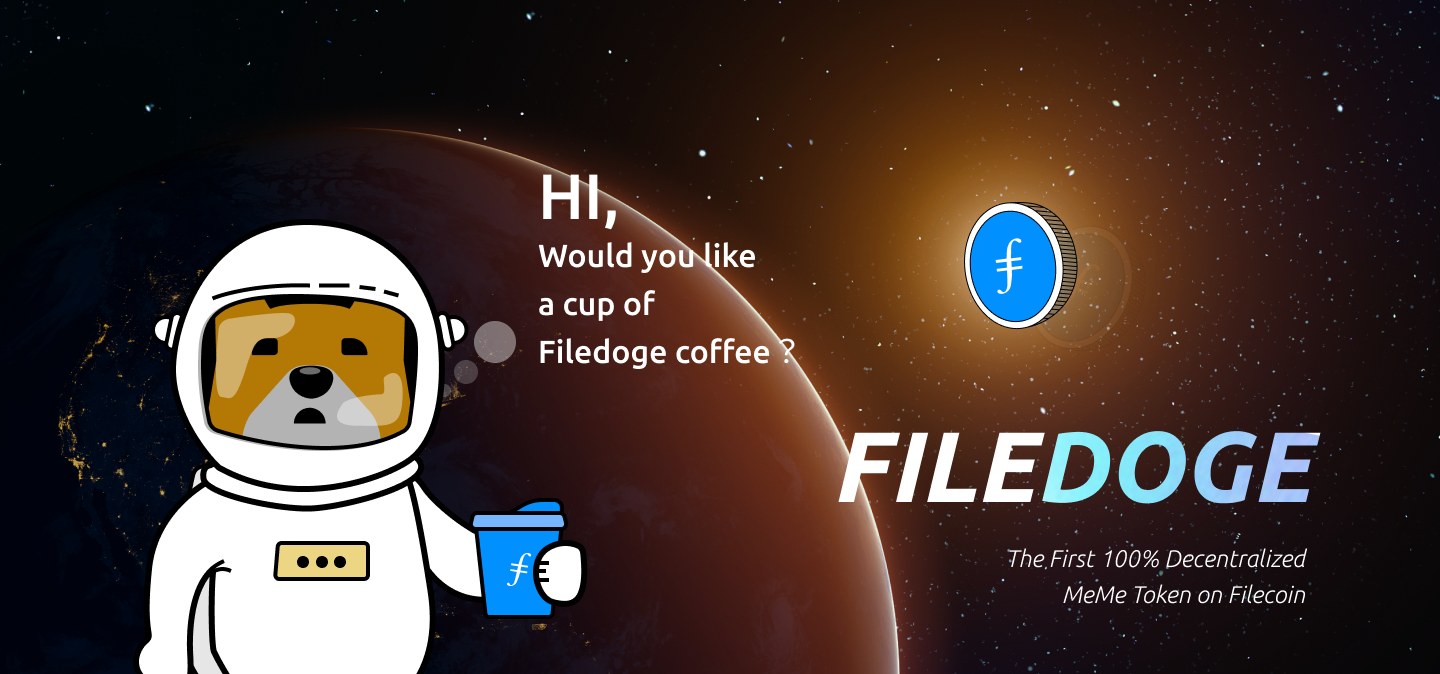 HI,
Would you like
a cup of
Filedoge coffee ?
FILEDOGE
The First 100% Decentralized
MeMe Token on Filecoin